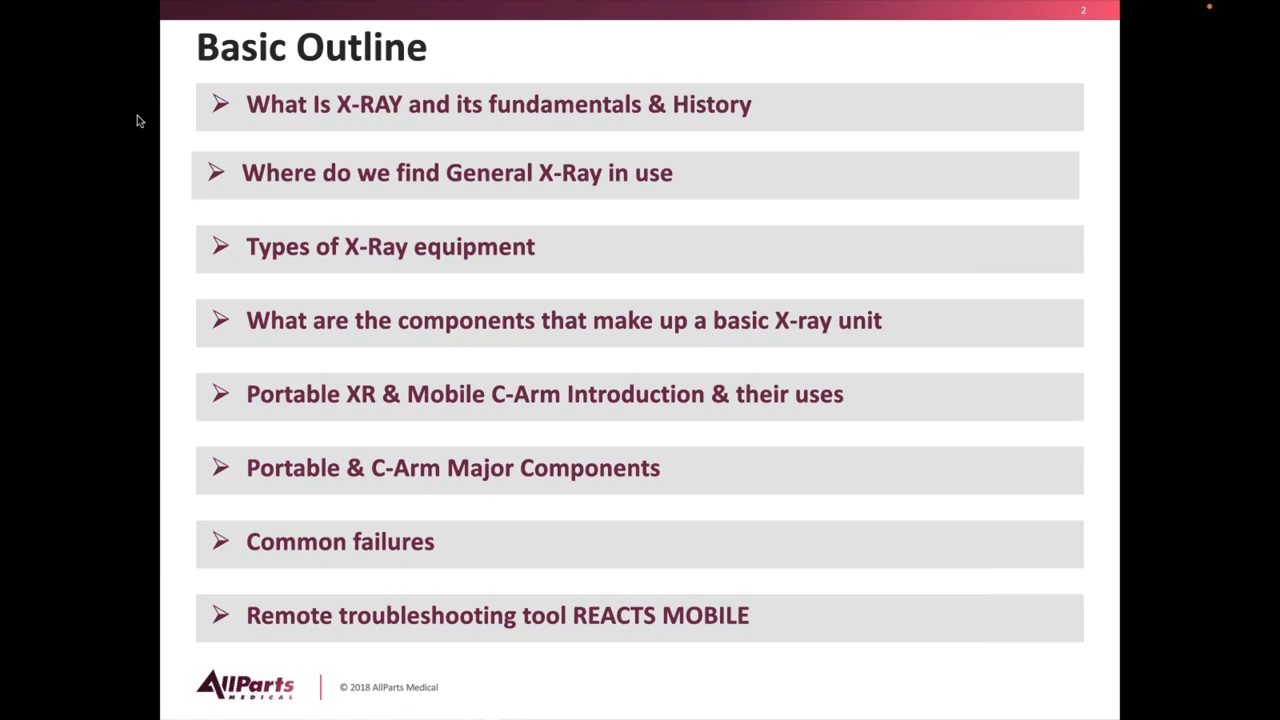 2
Basic Outline
What Is X-RAY and its fundamentals & History
Where do we find General X-Ray in use
Types of X-Ray equipment
What are the components that make up a basic X-ray unit
Portable XR & Mobile C-Arm Introduction & their uses
Portable & C-Arm Major Components
Common failures
Remote troubleshooting tool REACTS MOBILE
AllParts
MEDICAL
© 2018 AllParts Medical